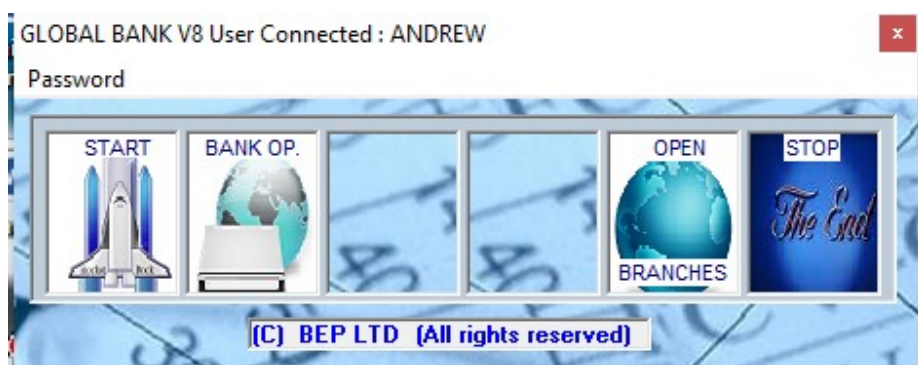 GLOBAL BANK V8 User Connected : ANDREW
x
Password
START
BANK OP.
OPEN
BRANCHES
STOP
The End
(C) BEP LTD (All rights reserved)